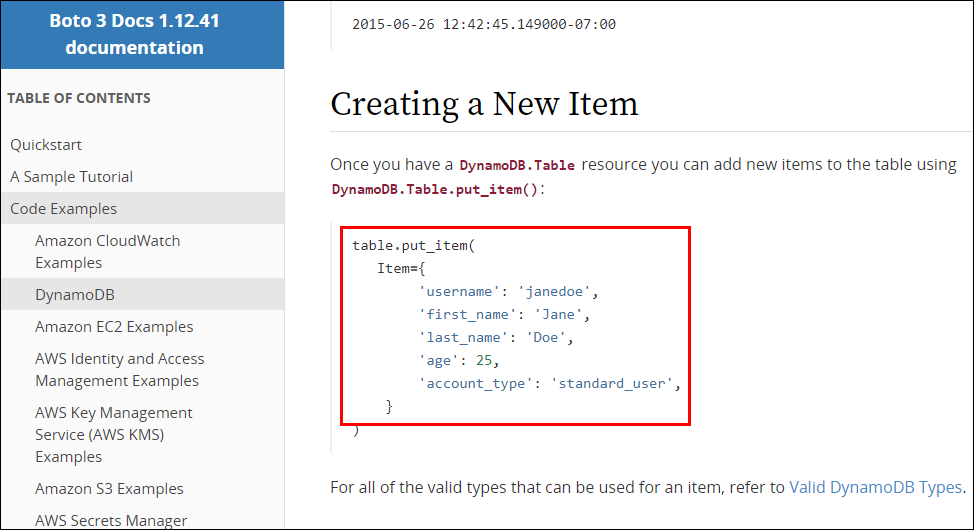 Boto 3 Docs 1.12.41
documentation
TABLE OF CONTENTS
Quickstart
A Sample Tutorial
Code Examples
Amazon CloudWatch
Examples
DynamoDB
Amazon EC2 Examples
AWS Identity and Access
Management Examples
AWS Key Management
Service (AWS KMS)
Examples
Amazon S3 Examples
AWS Secrets Manager
2015-06-26 12:42:45.149000-07:00
Creating a New Item
Once you have a DynamoDB.Table resource you can add new items to the table using
DynamoDB.Table.put_item():
table.put_item(
Item={
'username': 'janedoe',
'first_name': 'Jane',
'last_name': 'Doe',
'age': 25,
'account_type': 'standard_user',
}
)
For all of the valid types that can be used for an item, refer to Valid DynamoDB Types.